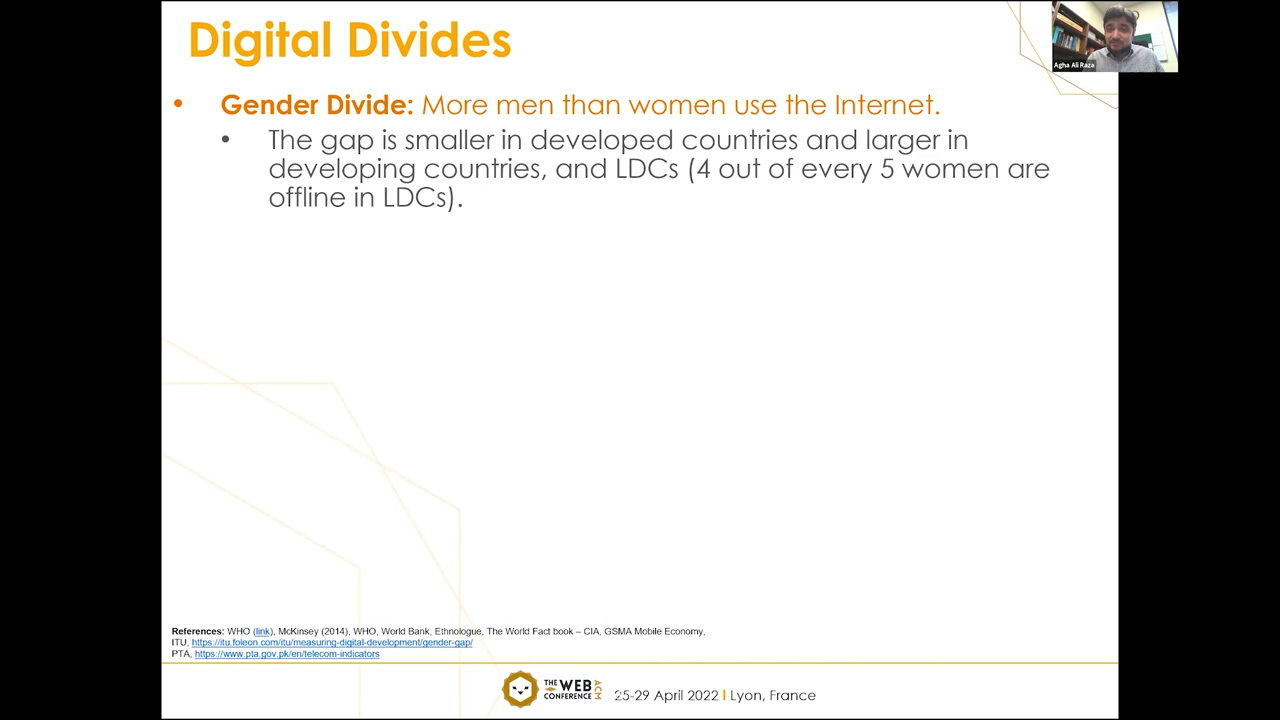 Digital Divides
Agha Ali Raza
• Gender Divide: More men than women use the Internet.
• The gap is smaller in developed countries and larger in
developing countries, and LDCs (4 out of every 5 women are
offline in LDCs).
References: WHO (link), McKinsey (2014), WHO, World Bank, Ethnologue, The World Fact book – CIA, GSMA Mobile Economy,
ITU, https://itu.foleon.com/itu/measuring-digital-development/gender-gap/
PTA, https://www.pta.gov.pk/en/telecom-indicators
THE WEB CONFERENCE ACM
25-29 April 2022 I Lyon, France